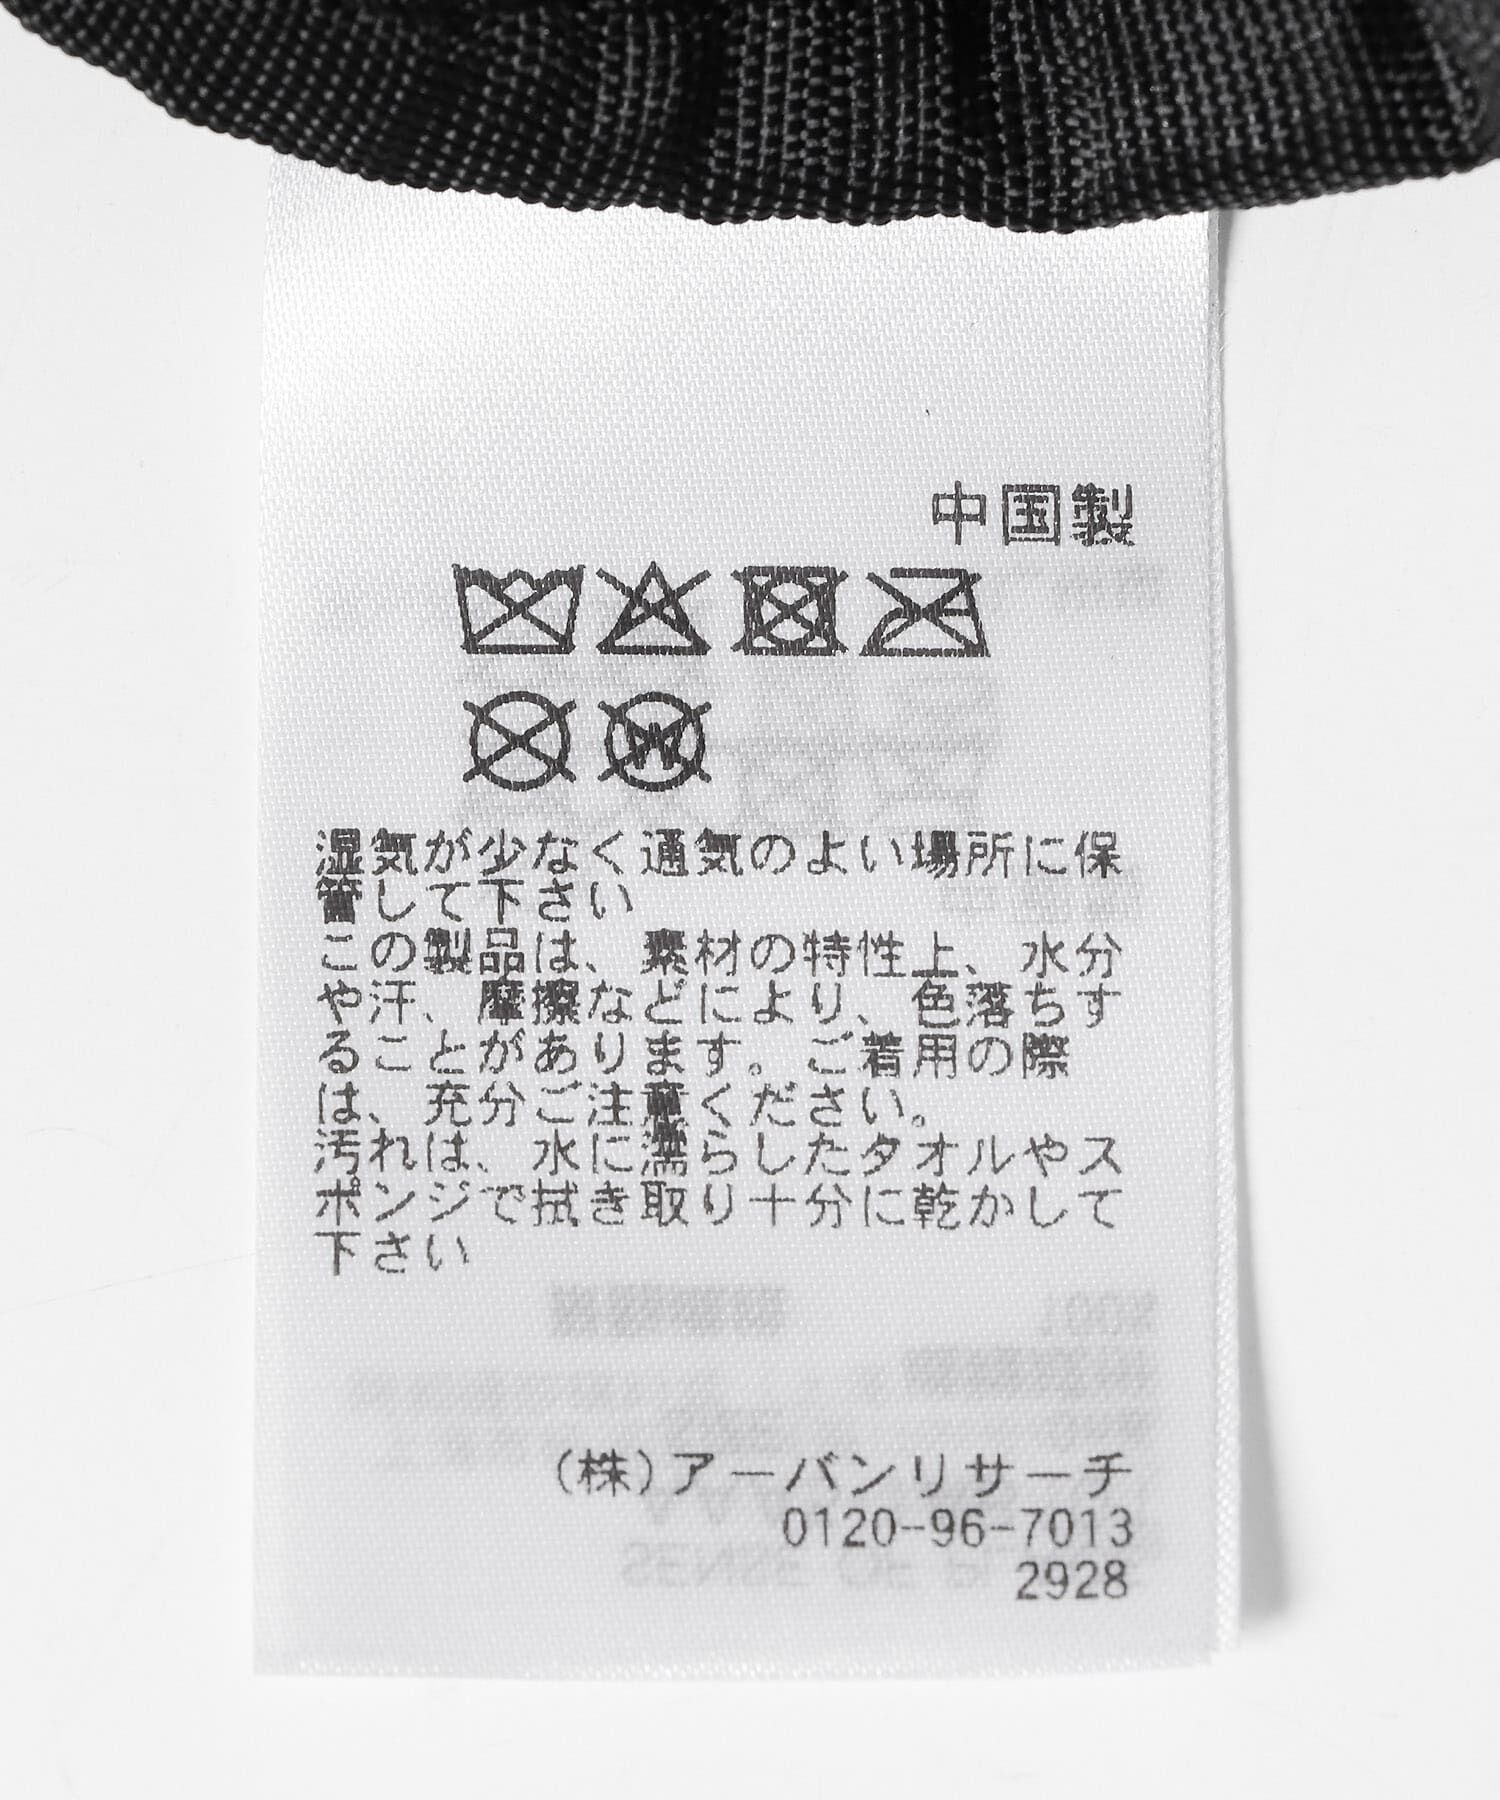 中国製
湿気が少なく通気のよい場所に保
管して下さい
この製品は、素材の特性上、水分
や汗、摩擦などにより、色落ちす
ることがあります。ご着用の際
は、充分ご注意ください。
汚れは、水に濡らしたタオルやス
ポンジで拭き取り十分に乾かして
下さい
(株)アーバンリサーチ
0120-96-7013
2928